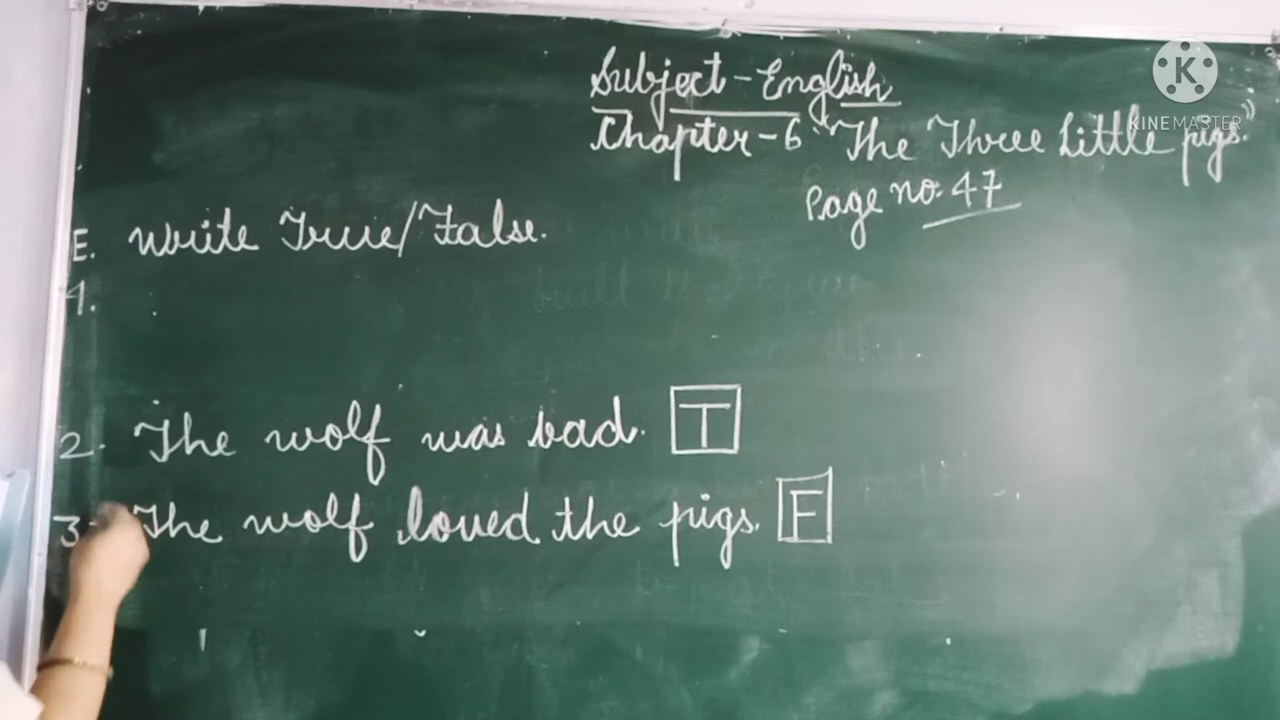 Subject - English
Chapter - 6 "The Three Little pigs."
Page no. 47
E. Write True/False.
4.
2. The wolf was bad. T
3. The wolf loved the pigs. F
K
KINEMASTER